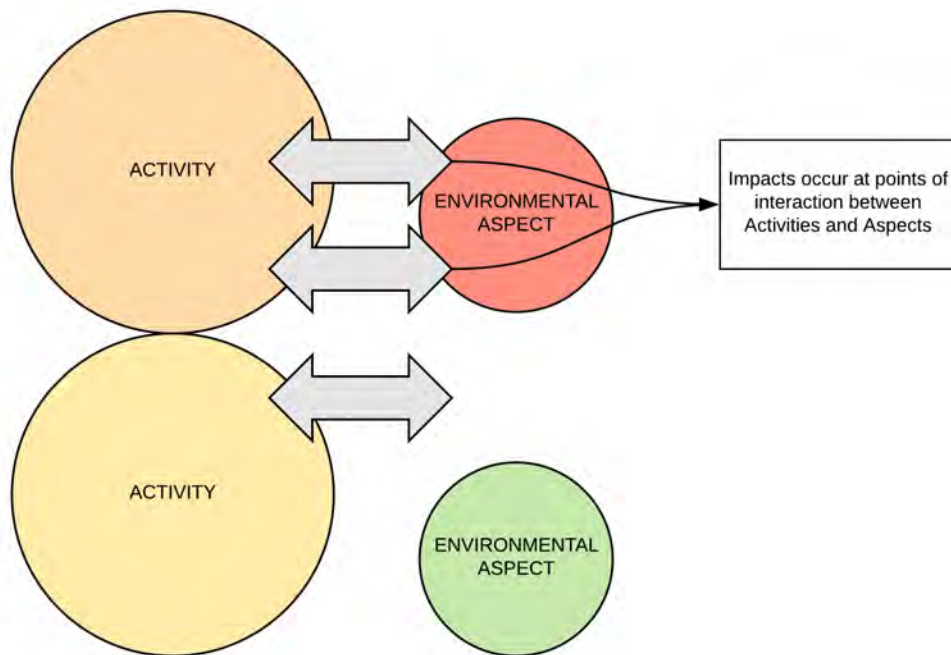 ACTIVITY
ENVIRONMENTAL
ASPECT
Impacts occur at points of
interaction between
Activities and Aspects
ACTIVITY
ENVIRONMENTAL
ASPECT